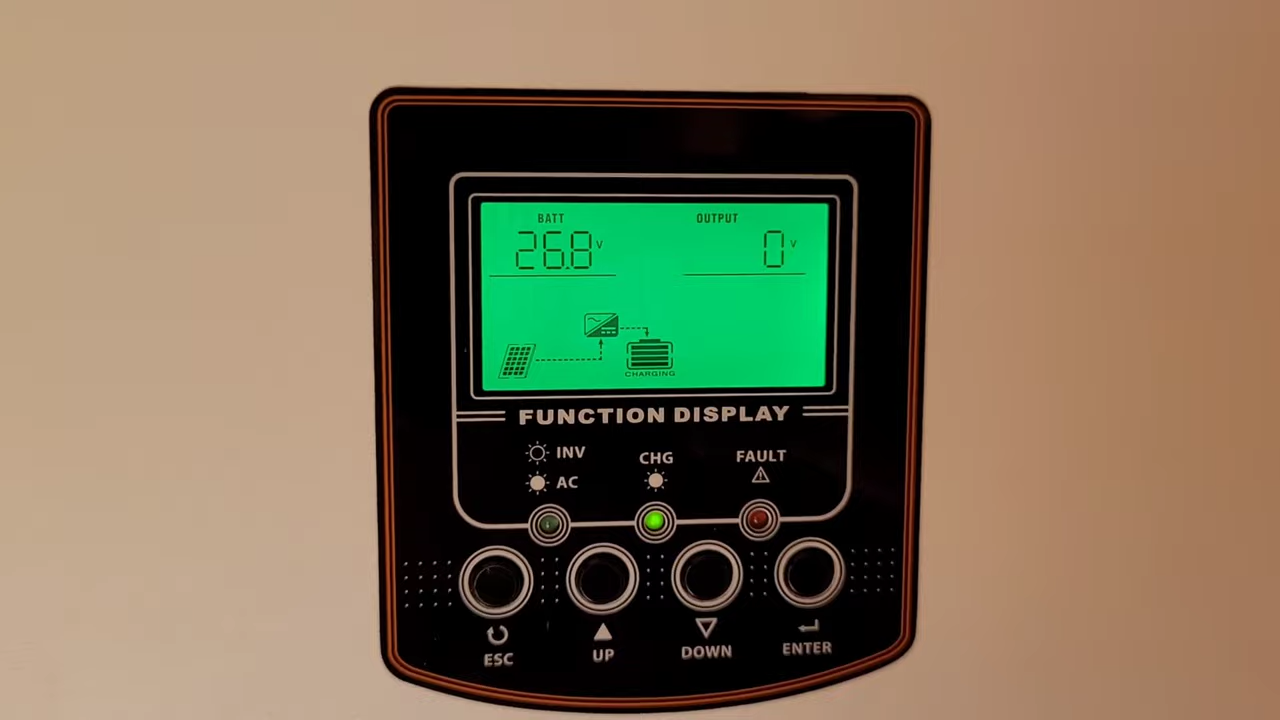 BATT OUTPUT
26.8 V 0 V
CHARGING
FUNCTION DISPLAY
INV
AC
CHG
FAULT
ESC UP DOWN ENTER